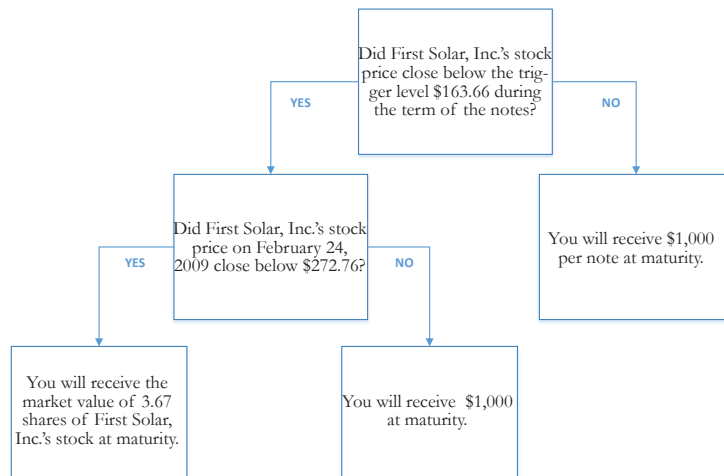 Did First Solar, Inc.'s stock
price close below the trig-
ger level $163.66 during
the term of the notes?
YES
NO
Did First Solar, Inc.'s stock
price on February 24,
2009 close below $272.76?
You will receive $1,000
per note at maturity.
YES
NO
You will receive the
market value of 3.67
shares of First Solar,
Inc.'s stock at maturity.
You will receive $1,000
at maturity.